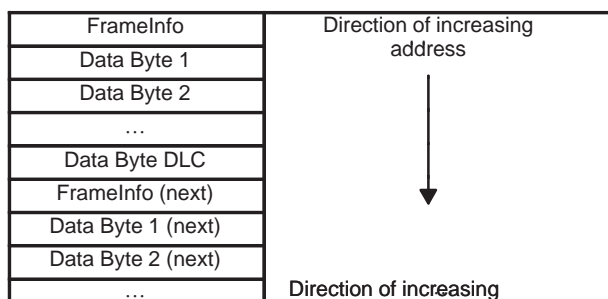 FrameInfo
Data Byte 1
Data Byte 2
…
Data Byte DLC
FrameInfo (next)
Data Byte 1 (next)
Data Byte 2 (next)
…
Direction of increasing
address
Direction of increasing